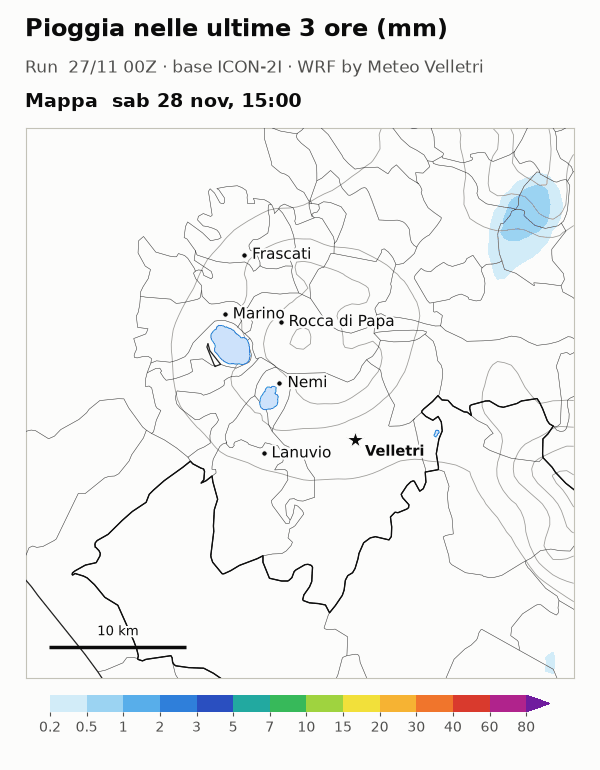 Pioggia nelle ultime 3 ore (mm)
Run  27/11 00Z · base ICON-2I · WRF by Meteo Velletri
Mappa  sab 28 nov, 15:00
Frascati
Marino
Rocca di Papa
Nemi
Velletri
Lanuvio
10 km
0.2 0.5 1 2 3 5 7 10 15 20 30 40 60 80